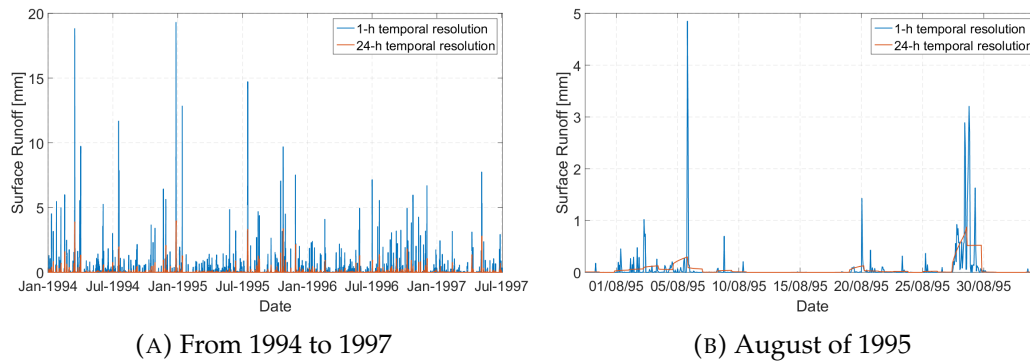 20
15
10
5
0
Surface Runoff [mm]
1-h temporal resolution
24-h temporal resolution
Jan-1994 Jul-1994 Jan-1995 Jul-1995 Jan-1996 Jul-1996 Jan-1997 Jul-1997
Date
(A) From 1994 to 1997
5
4
3
2
1
0
Surface Runoff [mm]
1-h temporal resolution
24-h temporal resolution
01/08/95 05/08/95 10/08/95 15/08/95 20/08/95 25/08/95 30/08/95
Date
(B) August of 1995